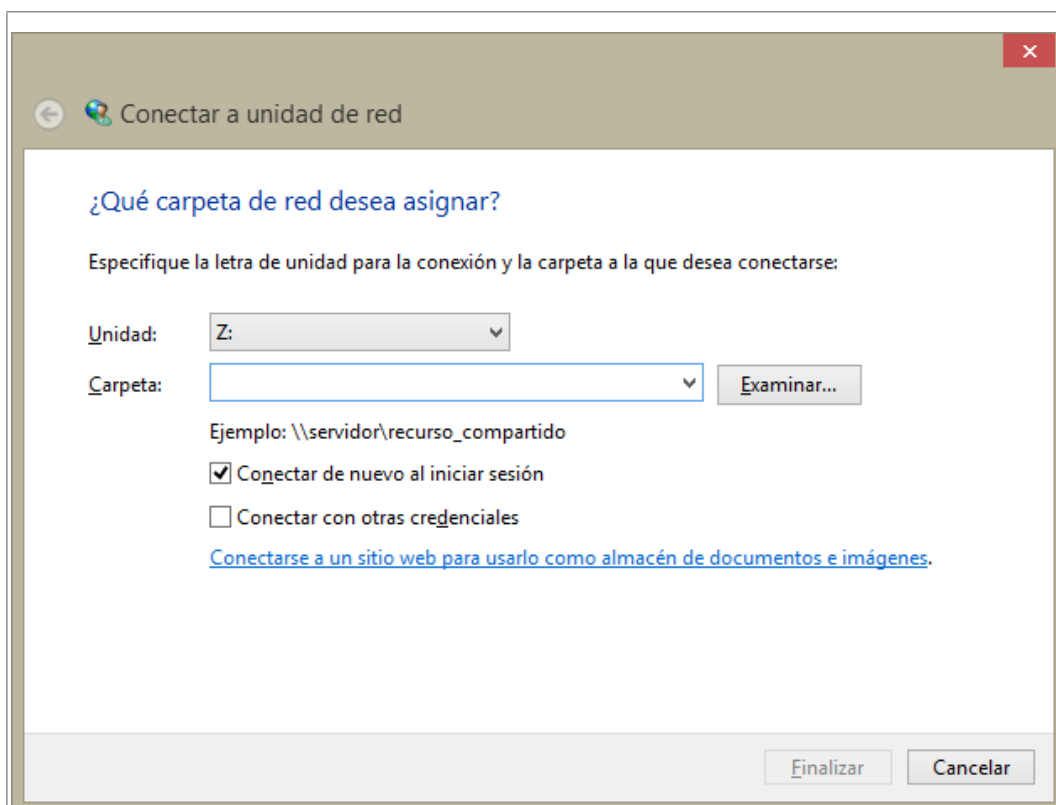 Conectar a unidad de red
¿Qué carpeta de red desea asignar?
Especifique la letra de unidad para la conexión y la carpeta a la que desea conectarse:
Unidad: Z:
Carpeta: Examinar...
Ejemplo: \\servidor\recurso_compartido
Conectar de nuevo al iniciar sesión
Conectar con otras credenciales
Conectarse a un sitio web para usarlo como almacén de documentos e imágenes.
Finalizar Cancelar